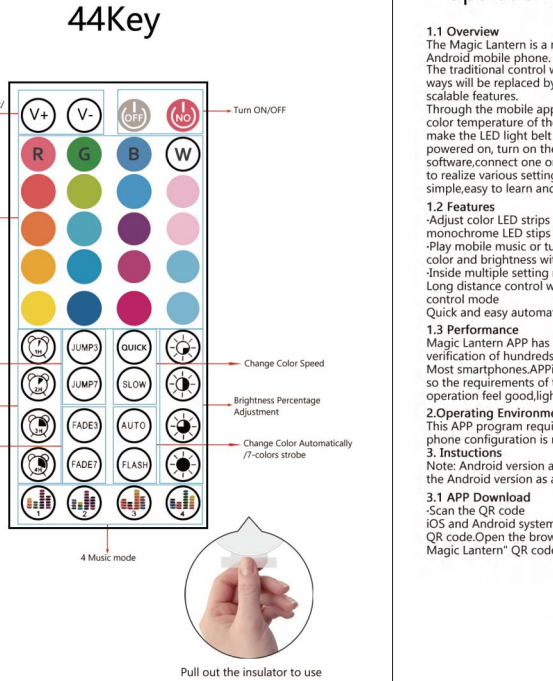 44Key
V+
V-
OFF
NO
Turn ON/OFF
R
G
B
W
1H
JUMP3
QUICK
Change Color Speed
2H
JUMP7
SLOW
Brightness Percentage
Adjustment
3H
FADE3
AUTO
Change Color Automatically
/7-colors strobe
4H
FADE7
FLASH
1
2
3
4
4 Music mode
Pull out the insulator to use
1.1 Overview
The Magic Lantern is a
Android mobile phone.
The traditional control
ways will be replaced by
scalable features.
Through the mobile app
color temperature of the
make the LED light belt
powered on, turn on the
software,connect one or
to realize various setting
simple,easy to learn and
1.2 Features
·Adjust color LED strips
monochrome LED stips
·Play mobile music or tu
color and brightness wit
·Inside multiple setting
Long distance control w
control mode
Quick and easy automa
1.3 Performance
Magic Lantern APP has
verification of hundreds
Most smartphones.APPi
so the requirements of
operation feel good,ligh
2.Operating Environme
This APP program requi
phone configuration is
3. Instuctions
Note: Android version a
the Android version as a
3.1 APP Download
·Scan the QR code
iOS and Android system
QR code.Open the brow
Magic Lantern" QR code